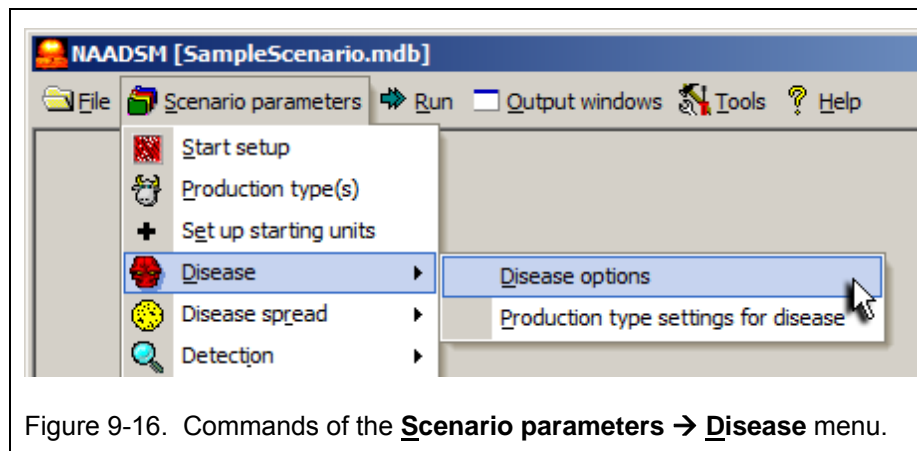 NAADSM [SampleScenario.mdb]
File Scenario parameters Run Output windows Tools Help
Start setup
Production type(s)
Set up starting units
Disease
Disease options
Disease spread
Production type settings for disease
Detection
Figure 9-16. Commands of the Scenario parameters → Disease menu.